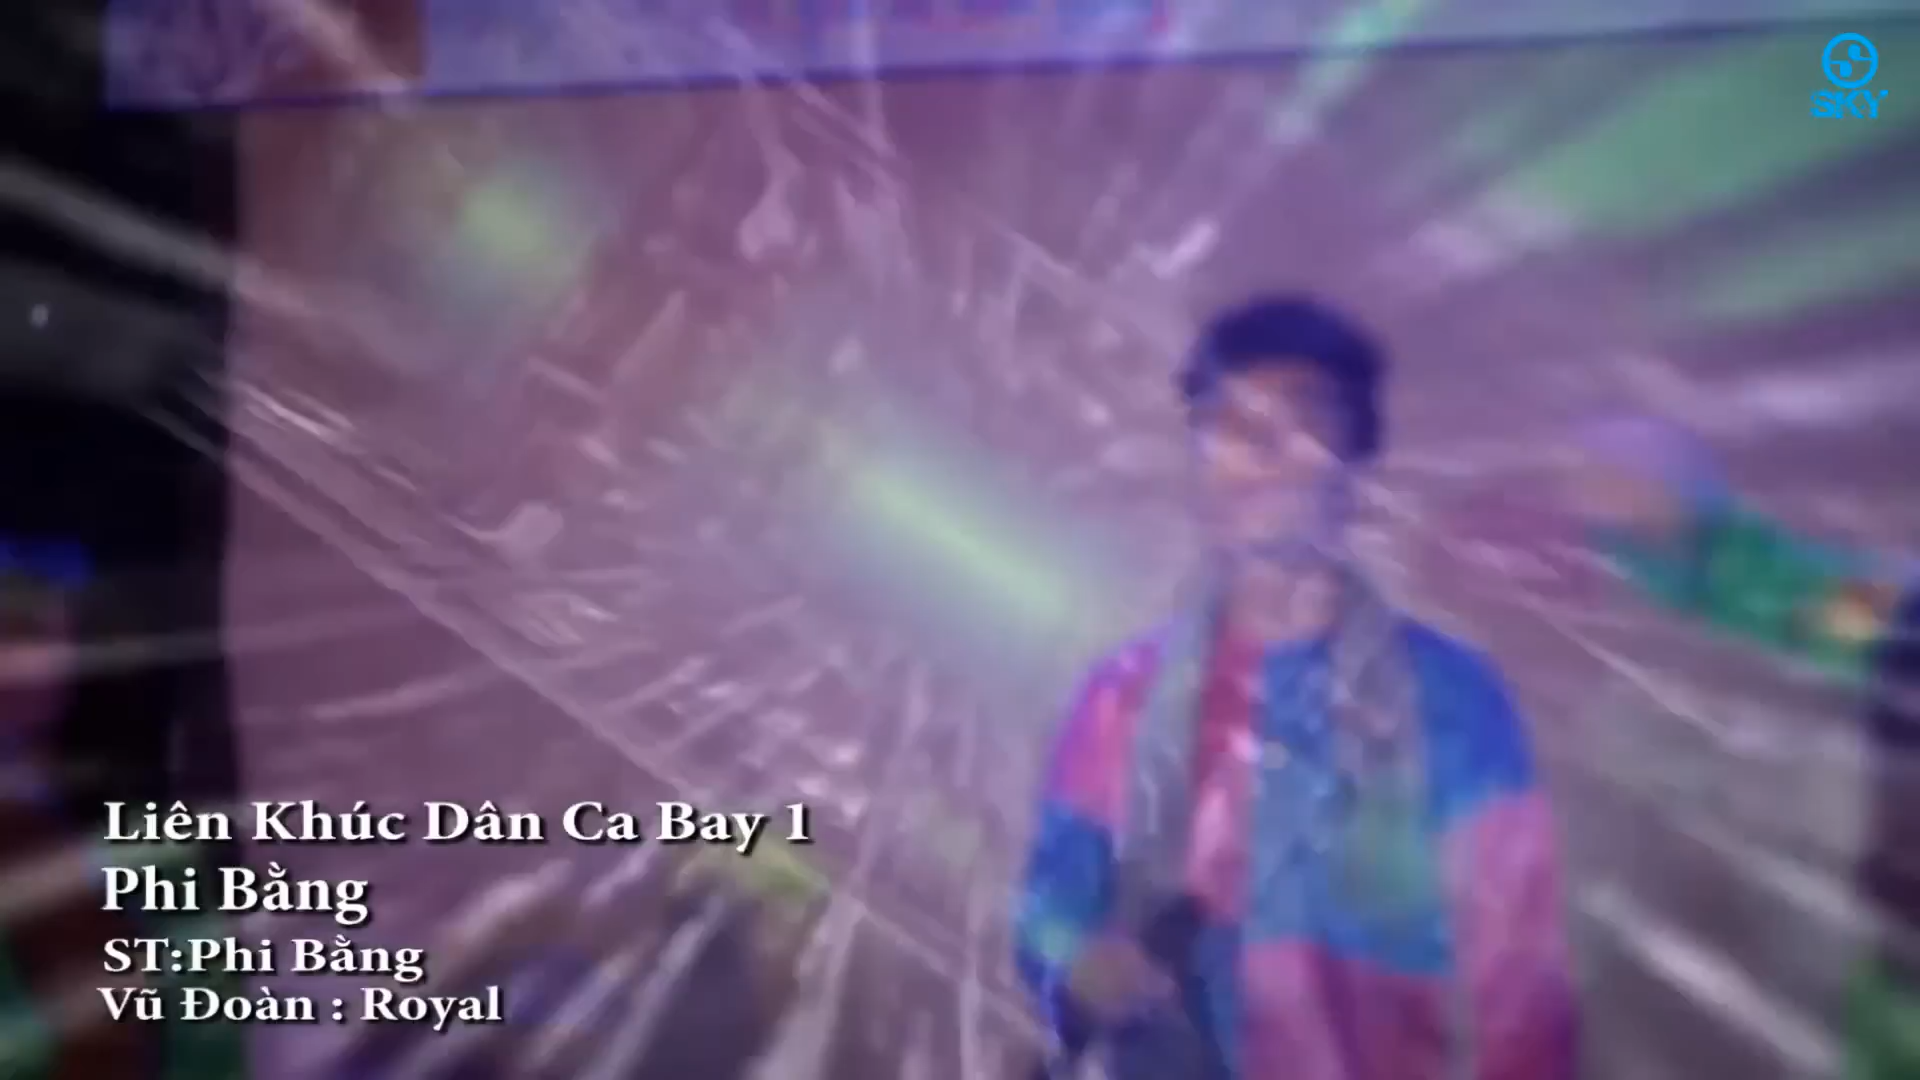 SKY
Liên Khúc Dân Ca Bay 1
Phi Bằng
ST:Phi Bằng
Vũ Đoàn : Royal